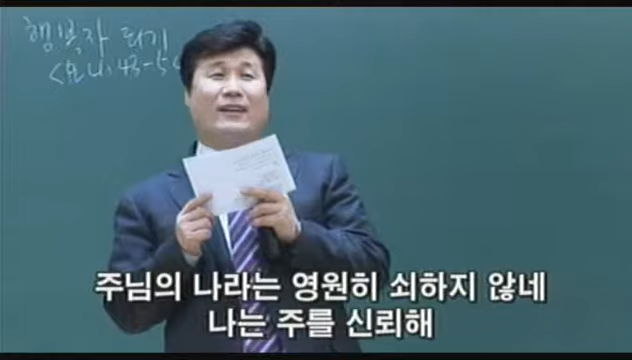 행복자 되기
주님의 나라는 영원히 쇠하지 않네
나는 주를 신뢰해